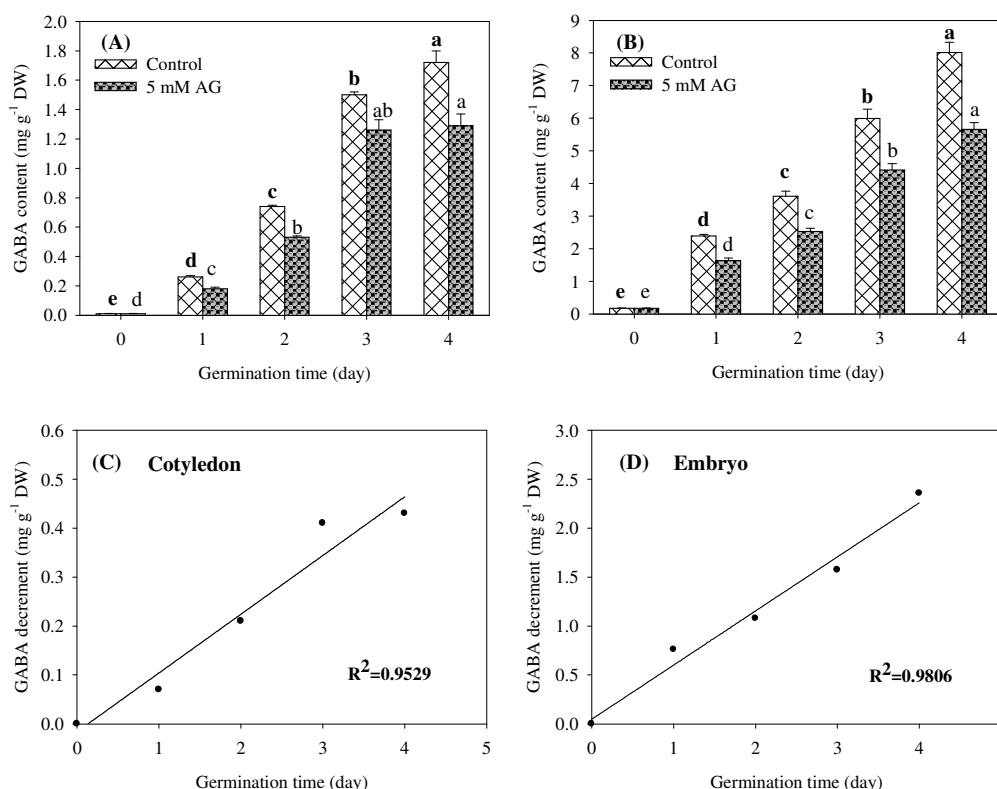 (A)
Control
5 mM AG
GABA content (mg g⁻¹ DW)
2.0
1.8
1.6
1.4
1.2
1.0
0.8
0.6
0.4
0.2
0.0
e d
d c
c b
b ab
a a
0 1 2 3 4
Germination time (day)
(B)
Control
5 mM AG
GABA content (mg g⁻¹ DW)
9
8
7
6
5
4
3
2
1
0
e e
d d
c c
b b
a a
0 1 2 3 4
Germination time (day)
(C) Cotyledon
GABA decrement (mg g⁻¹ DW)
0.6
0.5
0.4
0.3
0.2
0.1
0.0
R²=0.9529
0 1 2 3 4 5
Germination time (day)
(D) Embryo
GABA decrement (mg g⁻¹ DW)
3.0
2.5
2.0
1.5
1.0
0.5
0.0
R²=0.9806
0 1 2 3 4
Germination time (day)